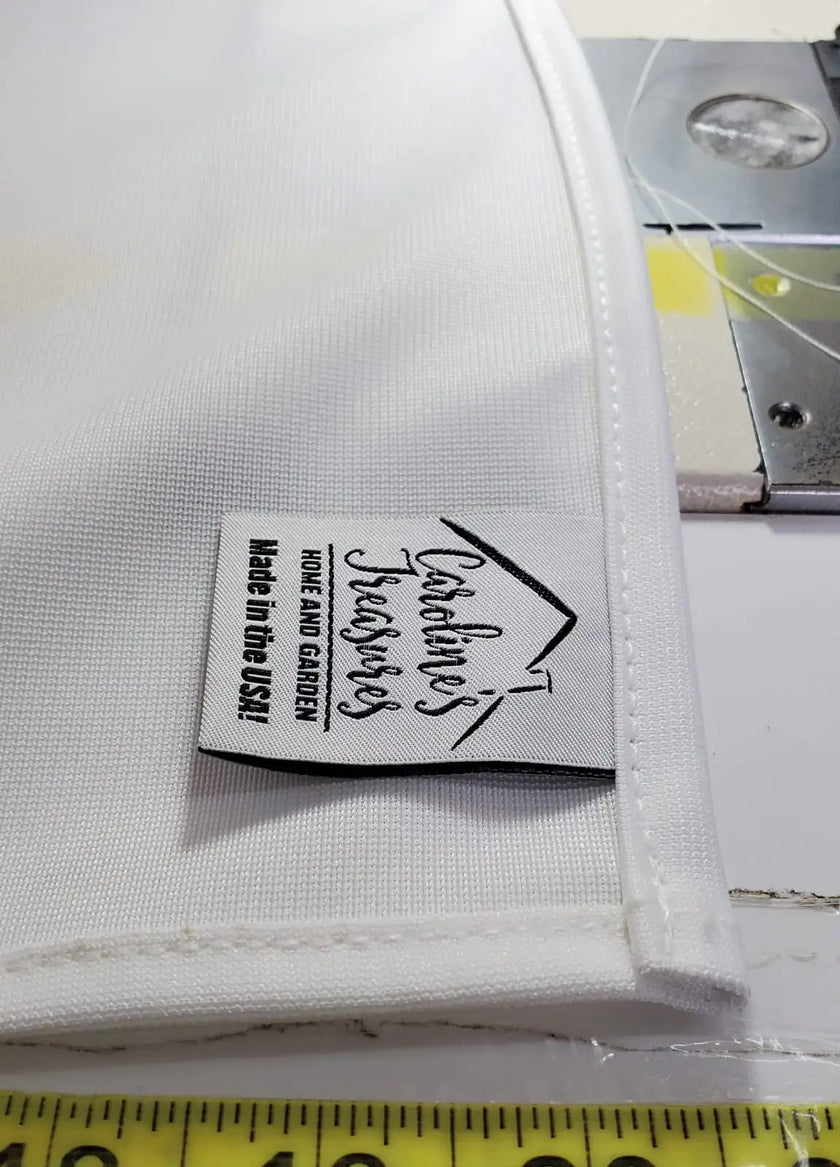 Caroline's
Treasures
HOME AND GARDEN
Made in the USA!